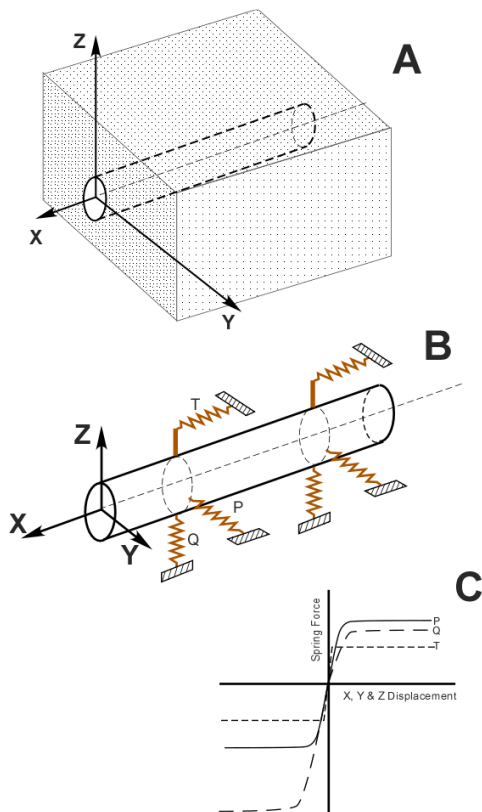 Z
A
X
Y
B
T
Z
X
Y
P
Q
C
Spring Force
P
Q
T
X, Y & Z Displacement